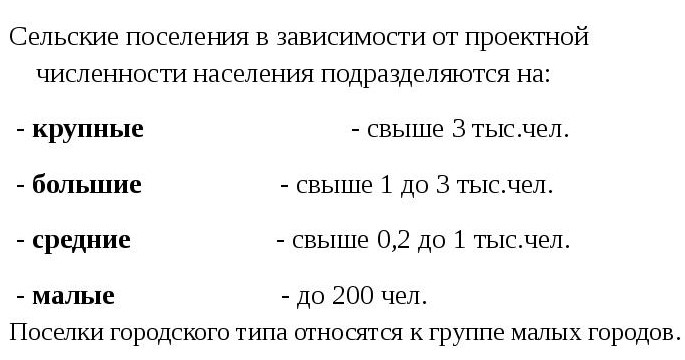 Сельские поселения в зависимости от проектной
численности населения подразделяются на:
- крупные - свыше 3 тыс.чел.
- большие - свыше 1 до 3 тыс.чел.
- средние - свыше 0,2 до 1 тыс.чел.
- малые - до 200 чел.
Поселки городского типа относятся к группе малых городов.